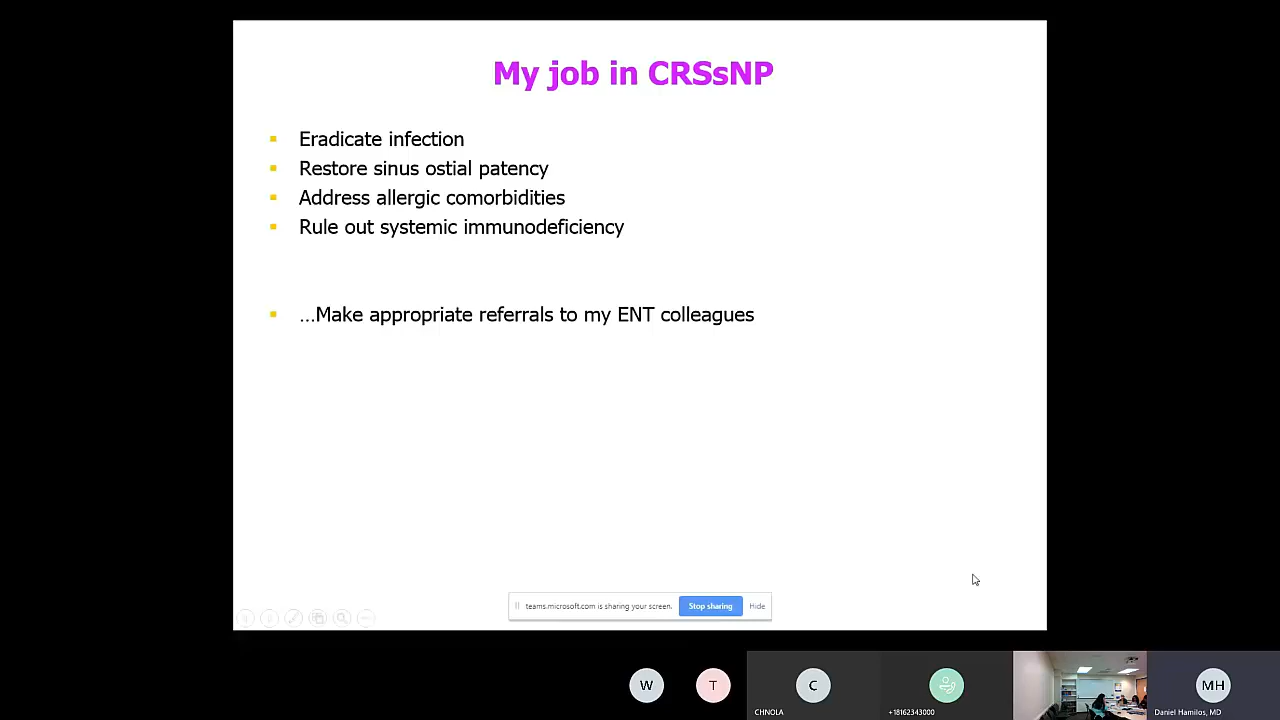 My job in CRSsNP
Eradicate infection
Restore sinus ostial patency
Address allergic comorbidities
Rule out systemic immunodeficiency
...Make appropriate referrals to my ENT colleagues
teams.microsoft.com is sharing your screen.
Stop sharing
Hide
W
T
C
MH
CHNOLA
+18162343000
Daniel Hamilos, MD